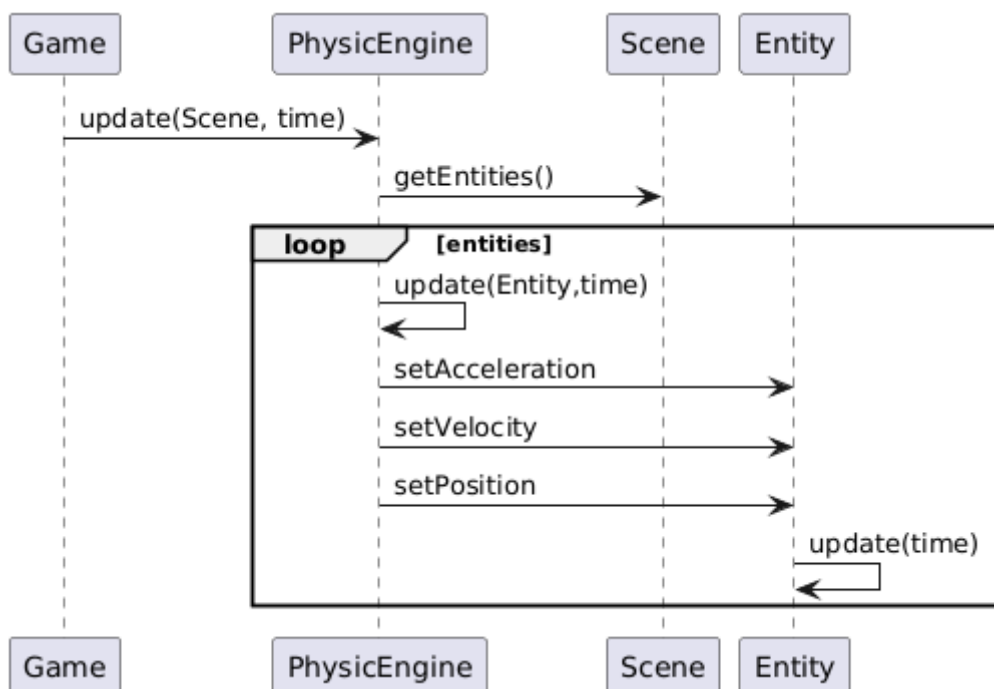 Game PhysicEngine Scene Entity
update(Scene, time)
getEntities()
loop [entities]
update(Entity,time)
setAcceleration
setVelocity
setPosition
update(time)
Game PhysicEngine Scene Entity